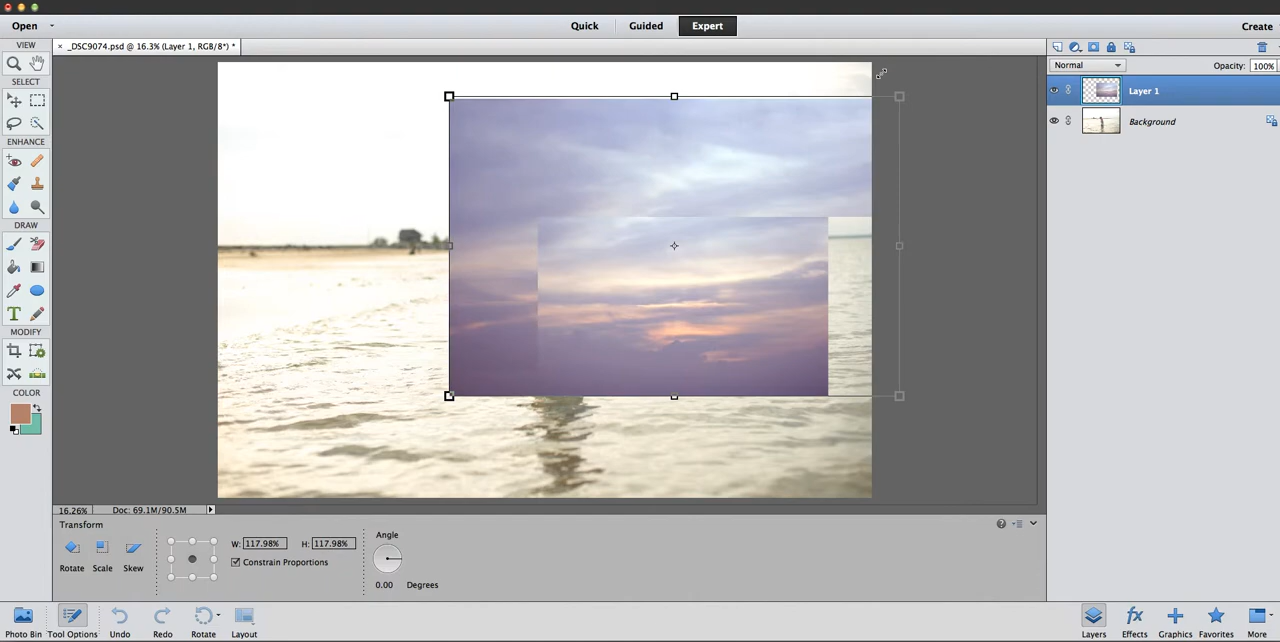 Open
Quick
Guided
Expert
Create
VIEW
× _DSC9074.psd @ 16.3% (Layer 1, RGB/8*) *
Normal
Opacity: 100%
SELECT
Layer 1
Background
ENHANCE
DRAW
T
MODIFY
COLOR
16.26%
Doc: 69.1M/90.5M
Transform
Rotate
Scale
Skew
W: 117.98%
H: 117.98%
Constrain Proportions
Angle
0.00 Degrees
Photo Bin
Tool Options
Undo
Redo
Rotate
Layout
Layers
Effects
Graphics
Favorites
More